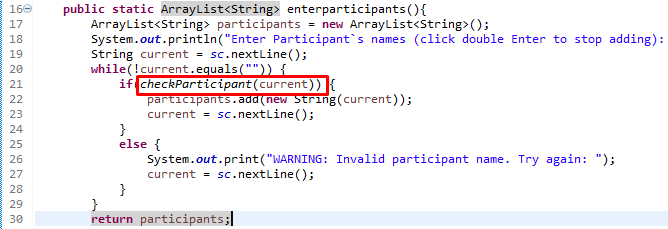 16 public static ArrayList<String> enterparticipants(){
17 ArrayList<String> participants = new ArrayList<String>();
18 System.out.println("Enter Participant`s names (click double Enter to stop adding):
19 String current = sc.nextLine();
20 while(!current.equals("")) {
21 if(checkParticipant(current)) {
22 participants.add(new String(current));
23 current = sc.nextLine();
24 }
25 else {
26 System.out.print("WARNING: Invalid participant name. Try again: ");
27 current = sc.nextLine();
28 }
29 }
30 return participants;